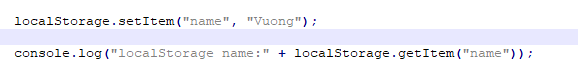 localStorage.setItem("name", "Vuong");
console.log("localStorage name:" + localStorage.getItem("name"));